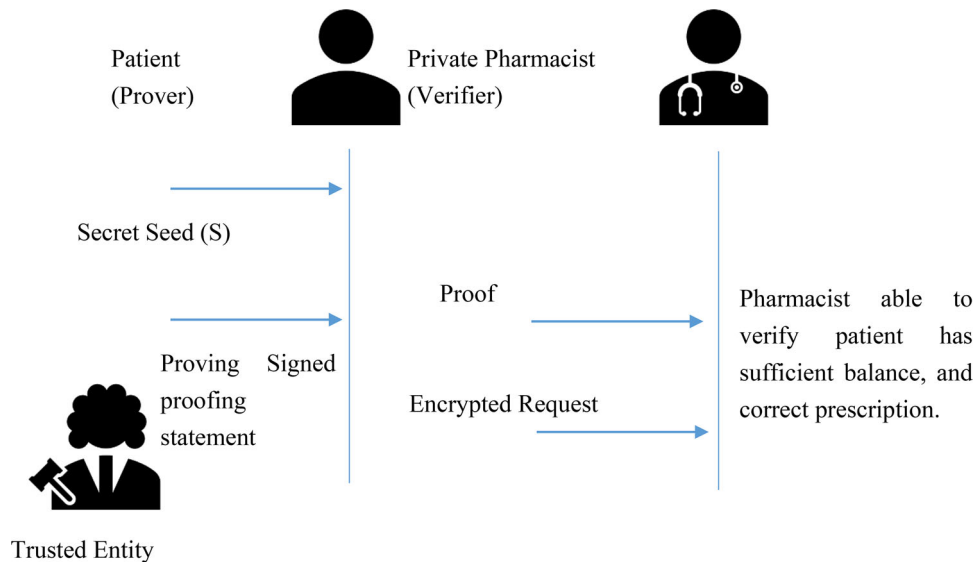 Patient
(Prover)
Private Pharmacist
(Verifier)
Secret Seed (S)
Proof
Proving Signed
proofing
statement
Encrypted Request
Pharmacist able to
verify patient has
sufficient balance, and
correct prescription.
Trusted Entity